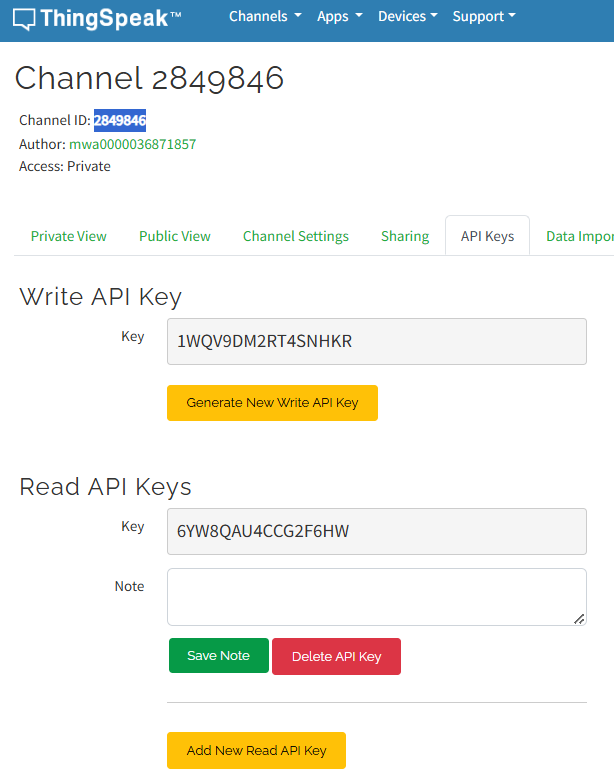 ThingSpeak™ Channels Apps Devices Support
Channel 2849846
Channel ID: 2849846
Author: mwa0000036871857
Access: Private
Private View Public View Channel Settings Sharing API Keys Data Impor
Write API Key
Key 1WQV9DM2RT4SNHKR
Generate New Write API Key
Read API Keys
Key 6YW8QAU4CCG2F6HW
Note
Save Note Delete API Key
Add New Read API Key